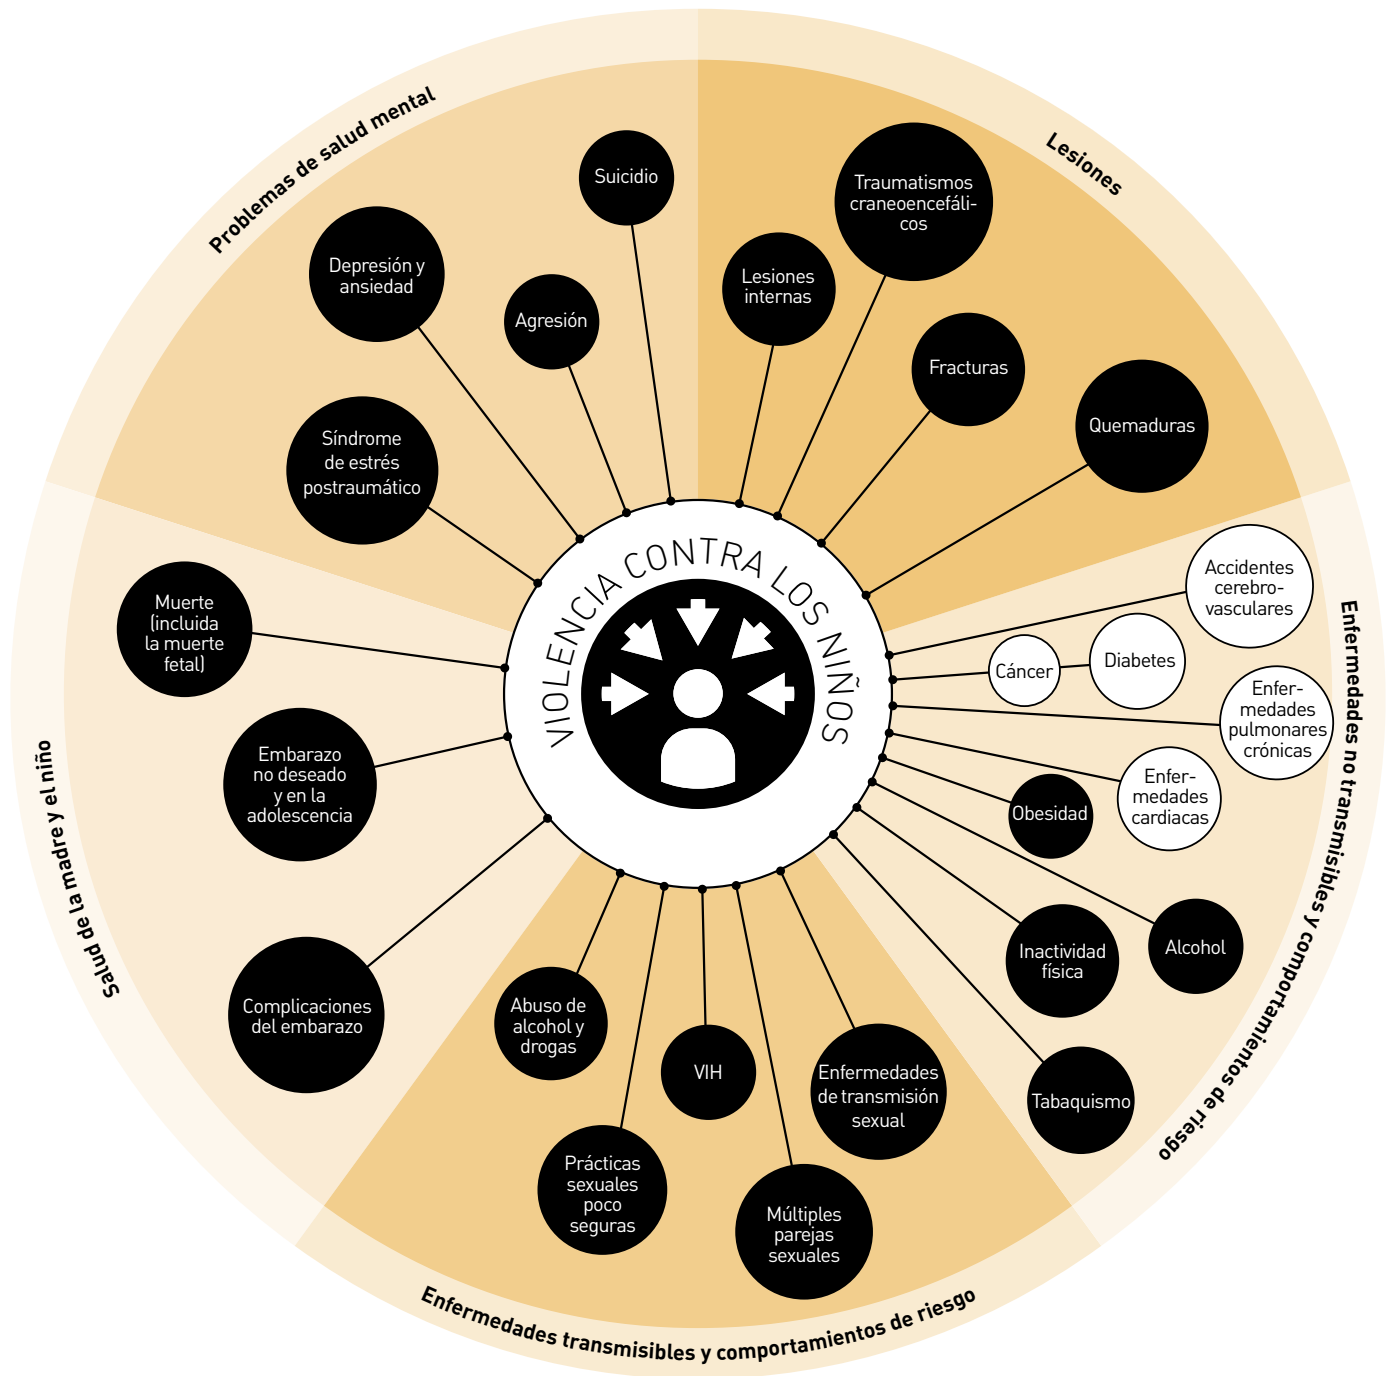 VIOLENCIA CONTRA LOS NIÑOS
Problemas de salud mental
Suicidio
Depresión y
ansiedad
Agresión
Síndrome
de estrés
postraumático
Lesiones
Traumatismos
craneoencefáli-
cos
Lesiones
internas
Fracturas
Quemaduras
Enfermedades no transmisibles y comportamientos de riesgo
Accidentes
cerebro-
vasculares
Cáncer
Diabetes
Enfer-
medades
pulmonares
crónicas
Enfer-
medades
cardiacas
Obesidad
Alcohol
Inactividad
física
Tabaquismo
Enfermedades transmisibles y comportamientos de riesgo
Abuso de
alcohol y
drogas
VIH
Enfermedades
de transmisión
sexual
Prácticas
sexuales
poco
seguras
Múltiples
parejas
sexuales
Salud de la madre y el niño
Muerte
(incluida
la muerte
fetal)
Embarazo
no deseado
y en la
adolescencia
Complicaciones
del embarazo